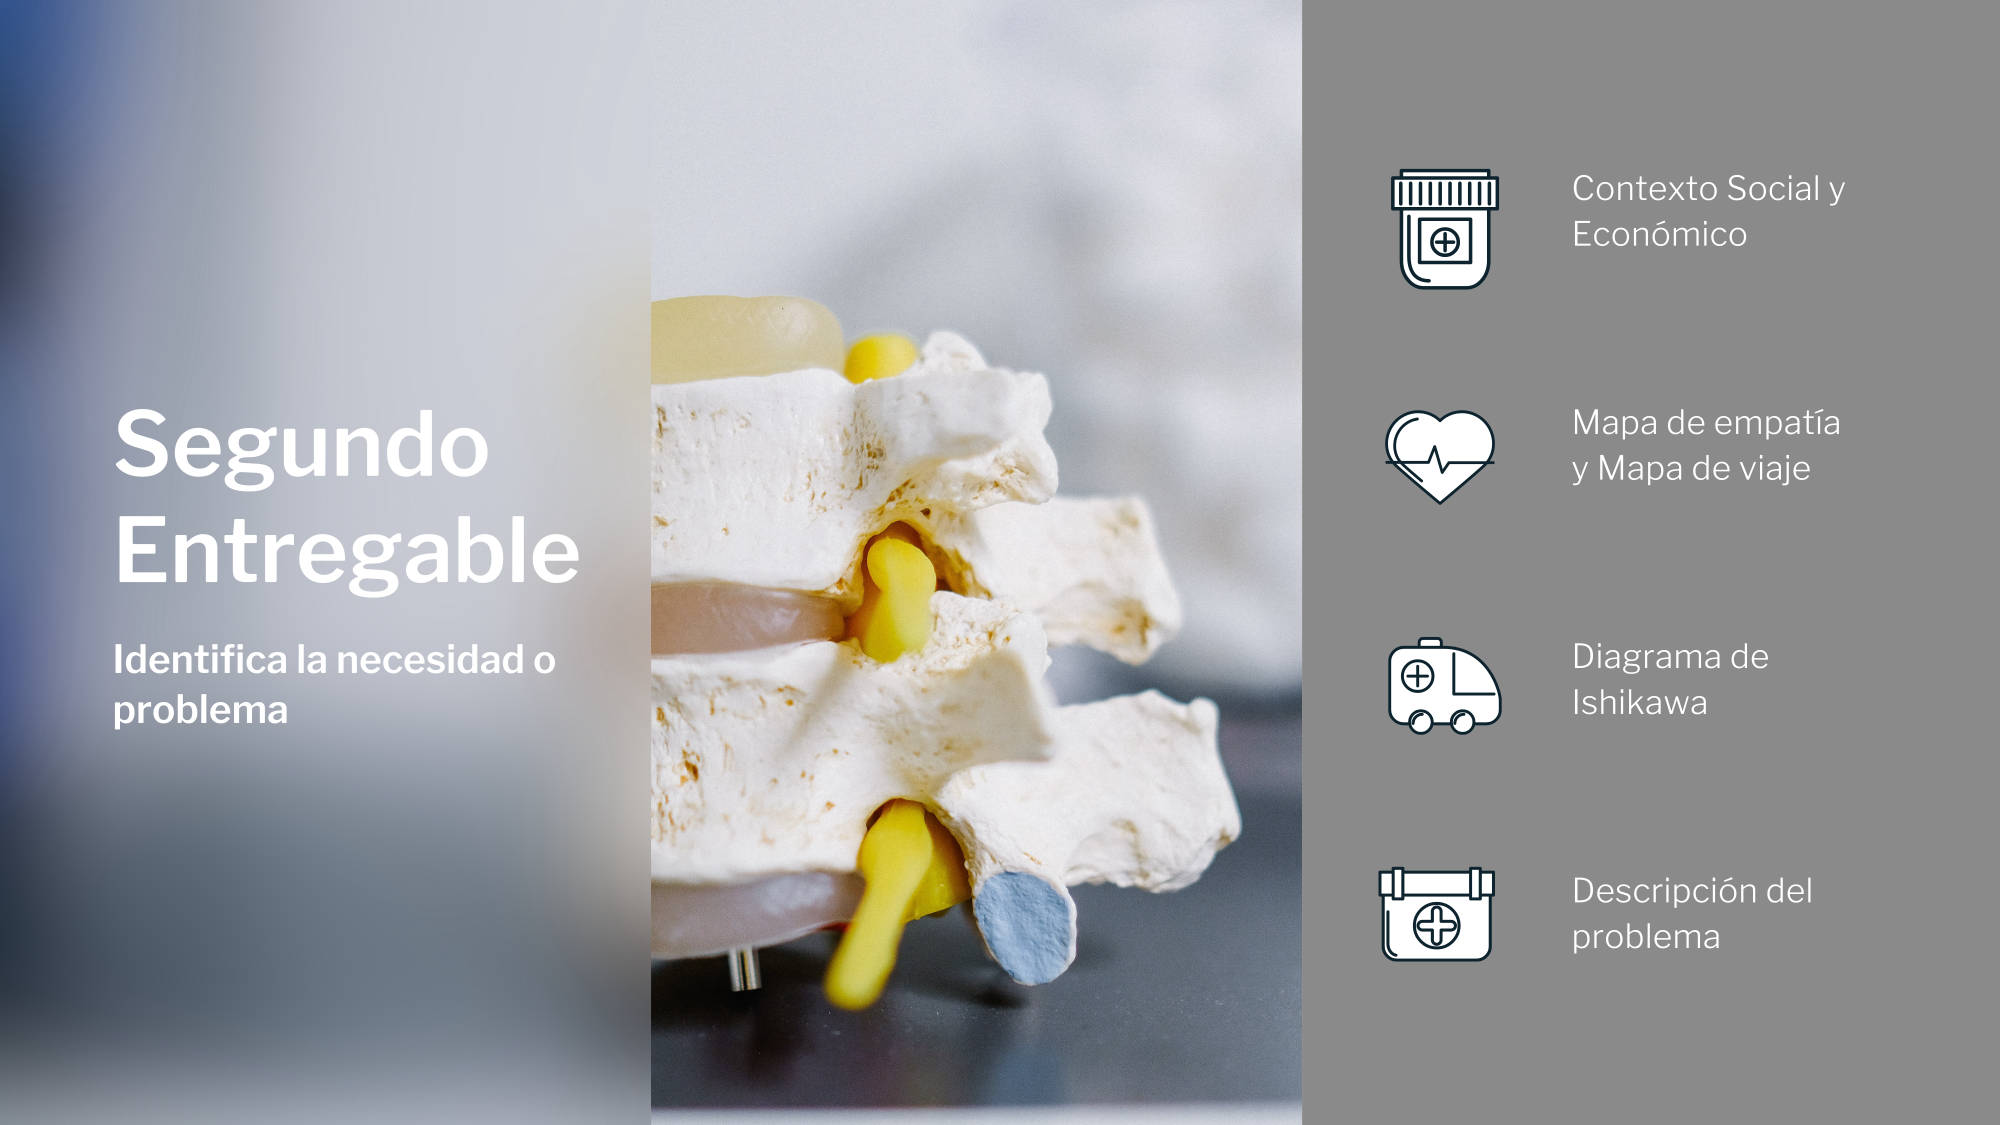 Segundo
Entregable
Identifica la necesidad o
problema
Contexto Social y
Económico
Mapa de empatía
y Mapa de viaje
Diagrama de
Ishikawa
Descripción del
problema